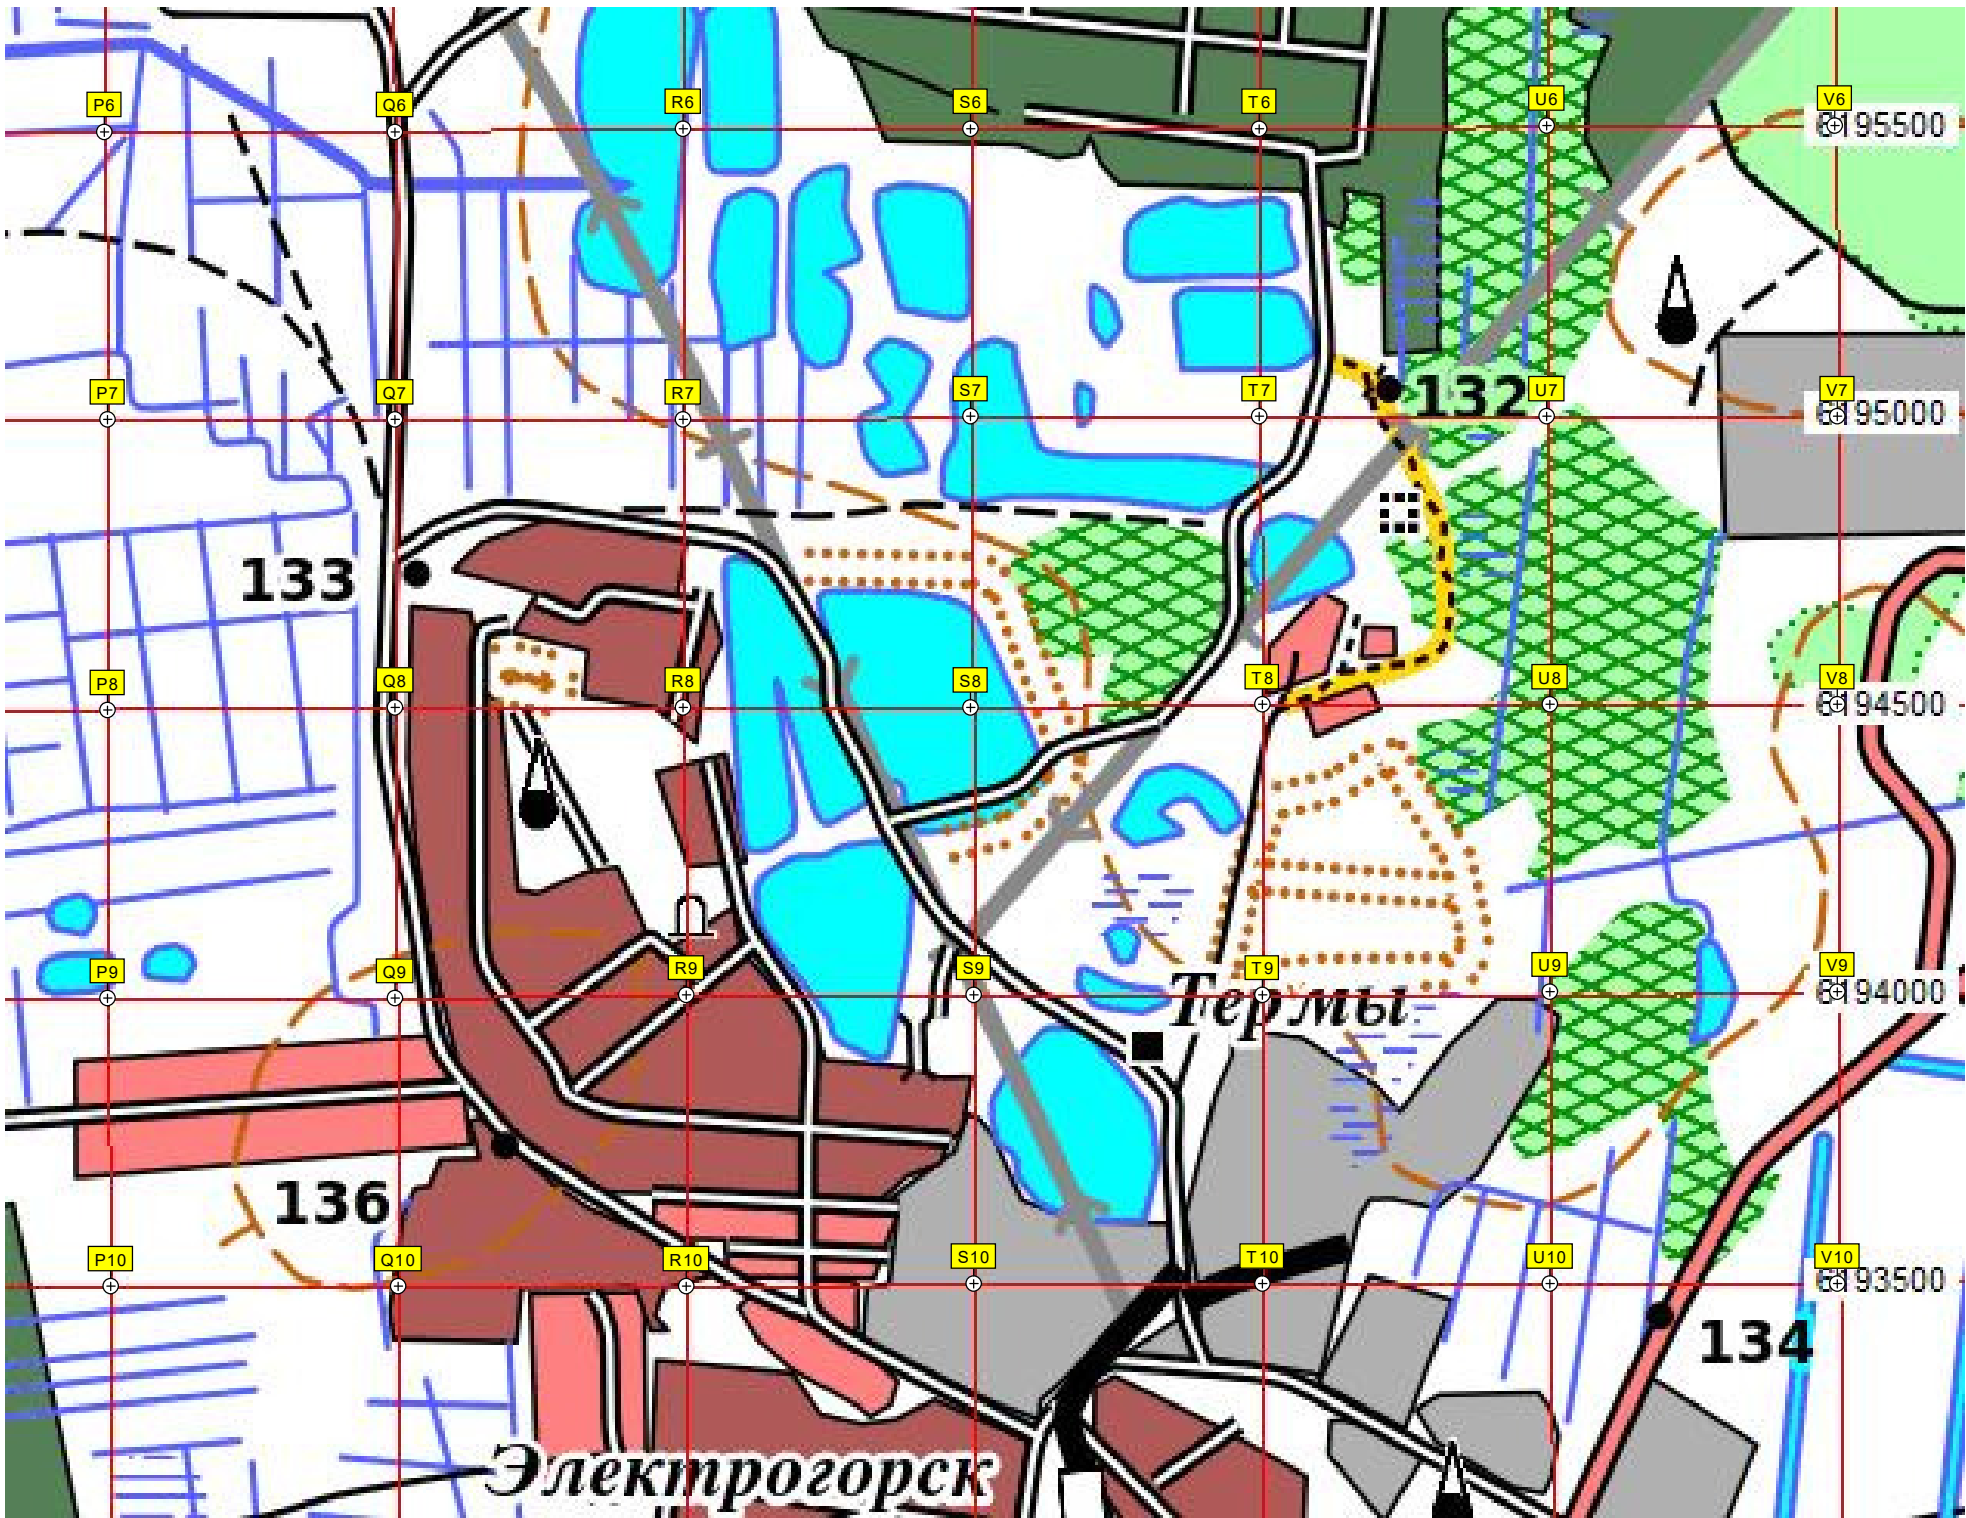 P6 Q6 R6 S6 T6 U6 V6
6195500
P7 Q7 R7 S7 T7 U7 V7
132
6195000
133
P8 Q8 R8 S8 T8 U8 V8
6194500
P9 Q9 R9 S9 T9 U9 V9
6194000
Термы
136
P10 Q10 R10 S10 T10 U10 V10
6193500
134
Электрогорск